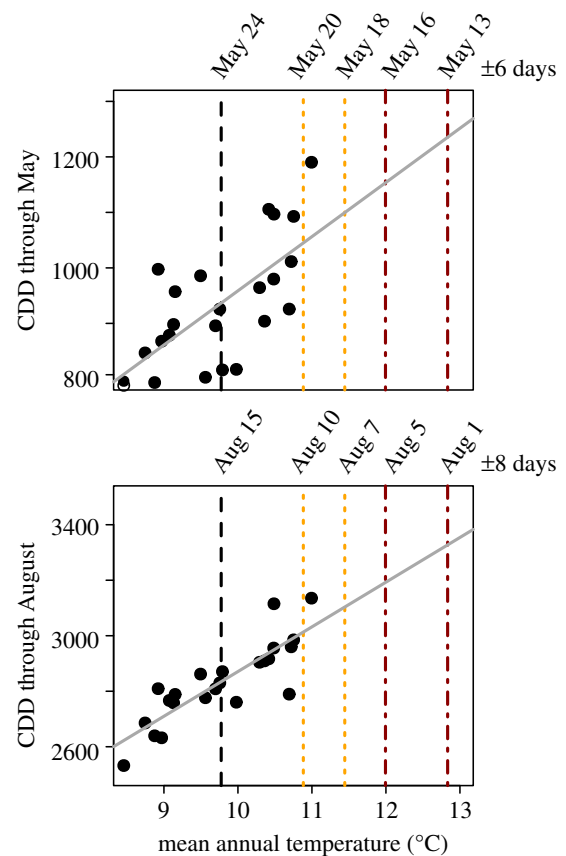 May 24 May 20 May 18 May 16 May 13
±6 days
1200
1000
800
CDD through May
Aug 15 Aug 10 Aug 7 Aug 5 Aug 1
±8 days
3400
3000
2600
CDD through August
9 10 11 12 13
mean annual temperature (°C)